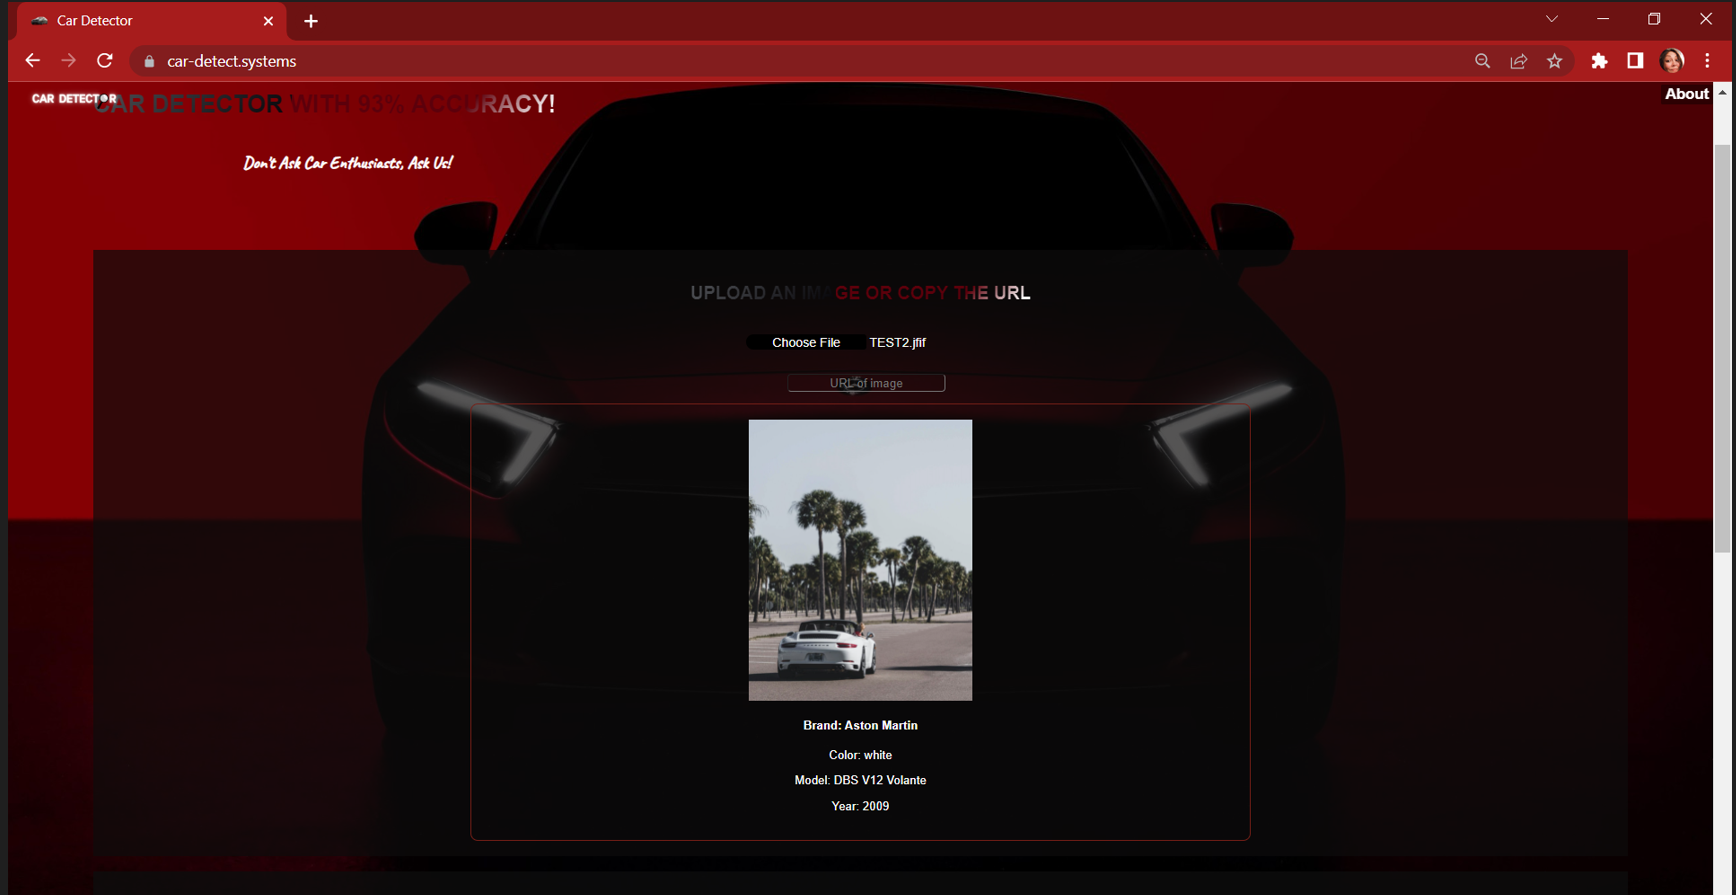 Car Detector
car-detect.systems
CAR DETECTOR
CAR DETECTOR WITH 93% ACCURACY!
About
Don't Ask Car Enthusiasts, Ask Us!
UPLOAD AN IMAGE OR COPY THE URL
Choose File TEST2.jfif
URL of image
Brand: Aston Martin
Color: white
Model: DBS V12 Volante
Year: 2009